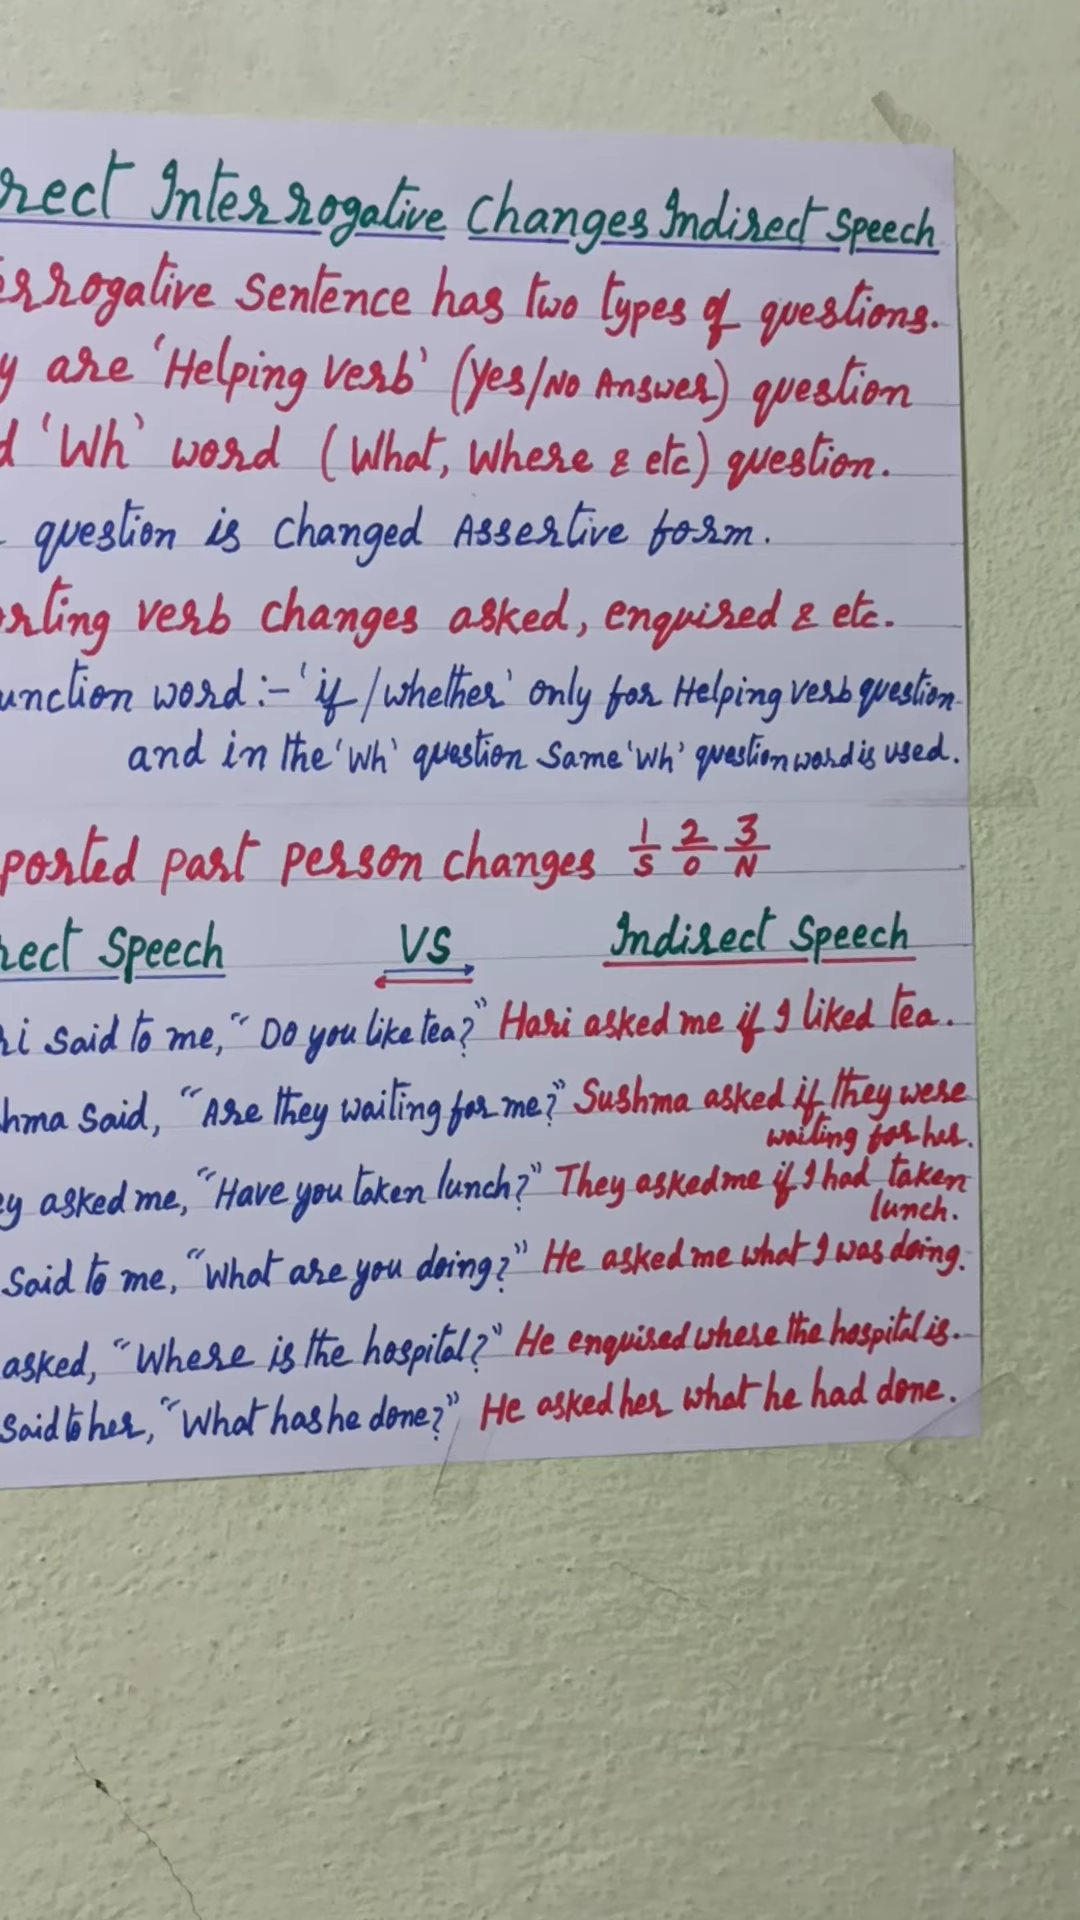 rect Interrogative Changes Indirect Speech
errogative Sentence has two types of questions.
y are 'Helping verb' (Yes/No Answer) question
d 'Wh' word (What, Where & etc) question.
question is changed Assertive form.
orting verb changes asked, enquired & etc.
unction word:- 'if/whether' only for Helping verb question
and in the 'Wh' question Same 'Wh' question word is used.
ported part person changes 1/S 2/O 3/N
rect Speech VS Indirect Speech
ri Said to me, "Do you like tea?" Hari asked me if I liked tea.
hma Said, "Are they waiting for me?" Sushma asked if they were
waiting for her.
ey asked me, "Have you taken lunch?" They asked me if I had taken
lunch.
Said to me, "What are you doing?" He asked me what I was doing.
asked, "Where is the hospital?" He enquired where the hospital is.
Said to her, "What has he done?" He asked her what he had done.